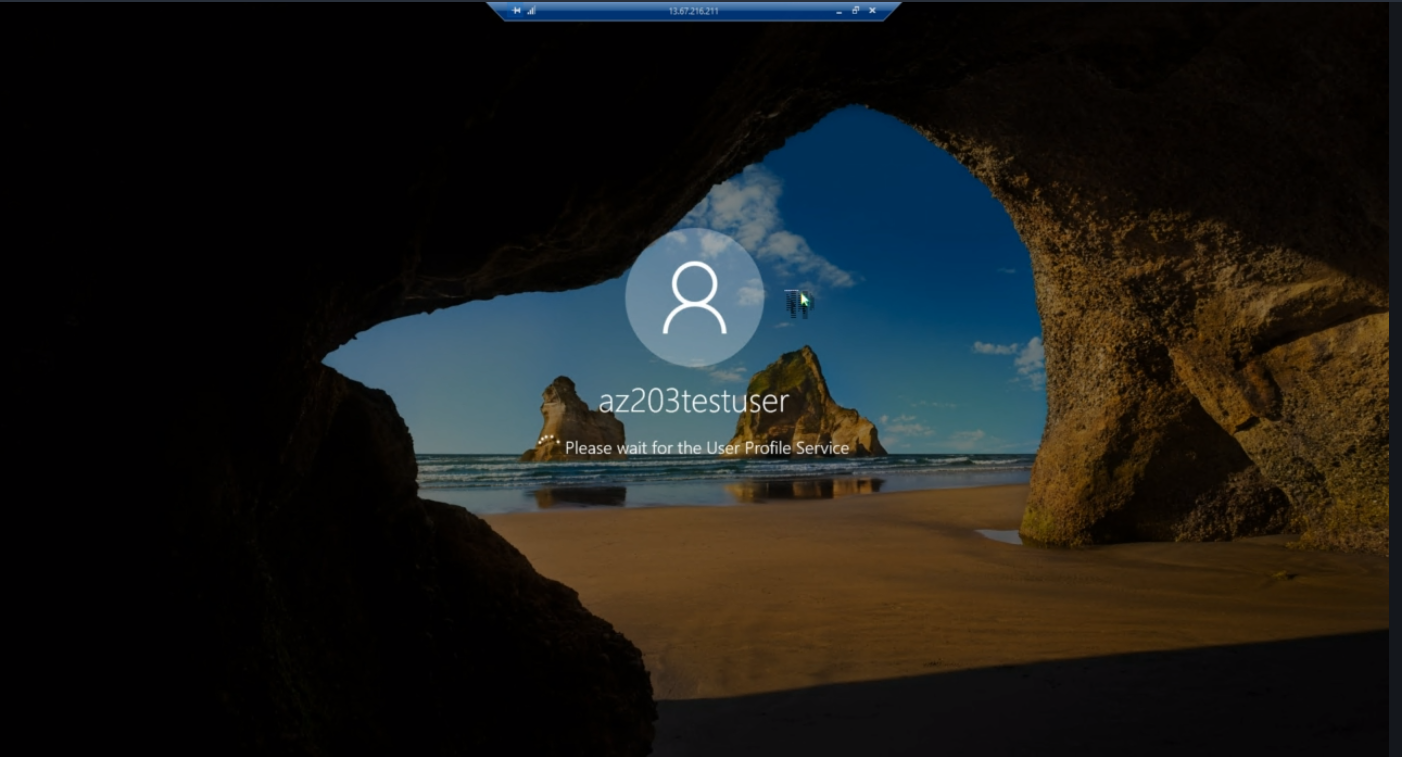 13.67.216.211
az203testuser
Please wait for the User Profile Service